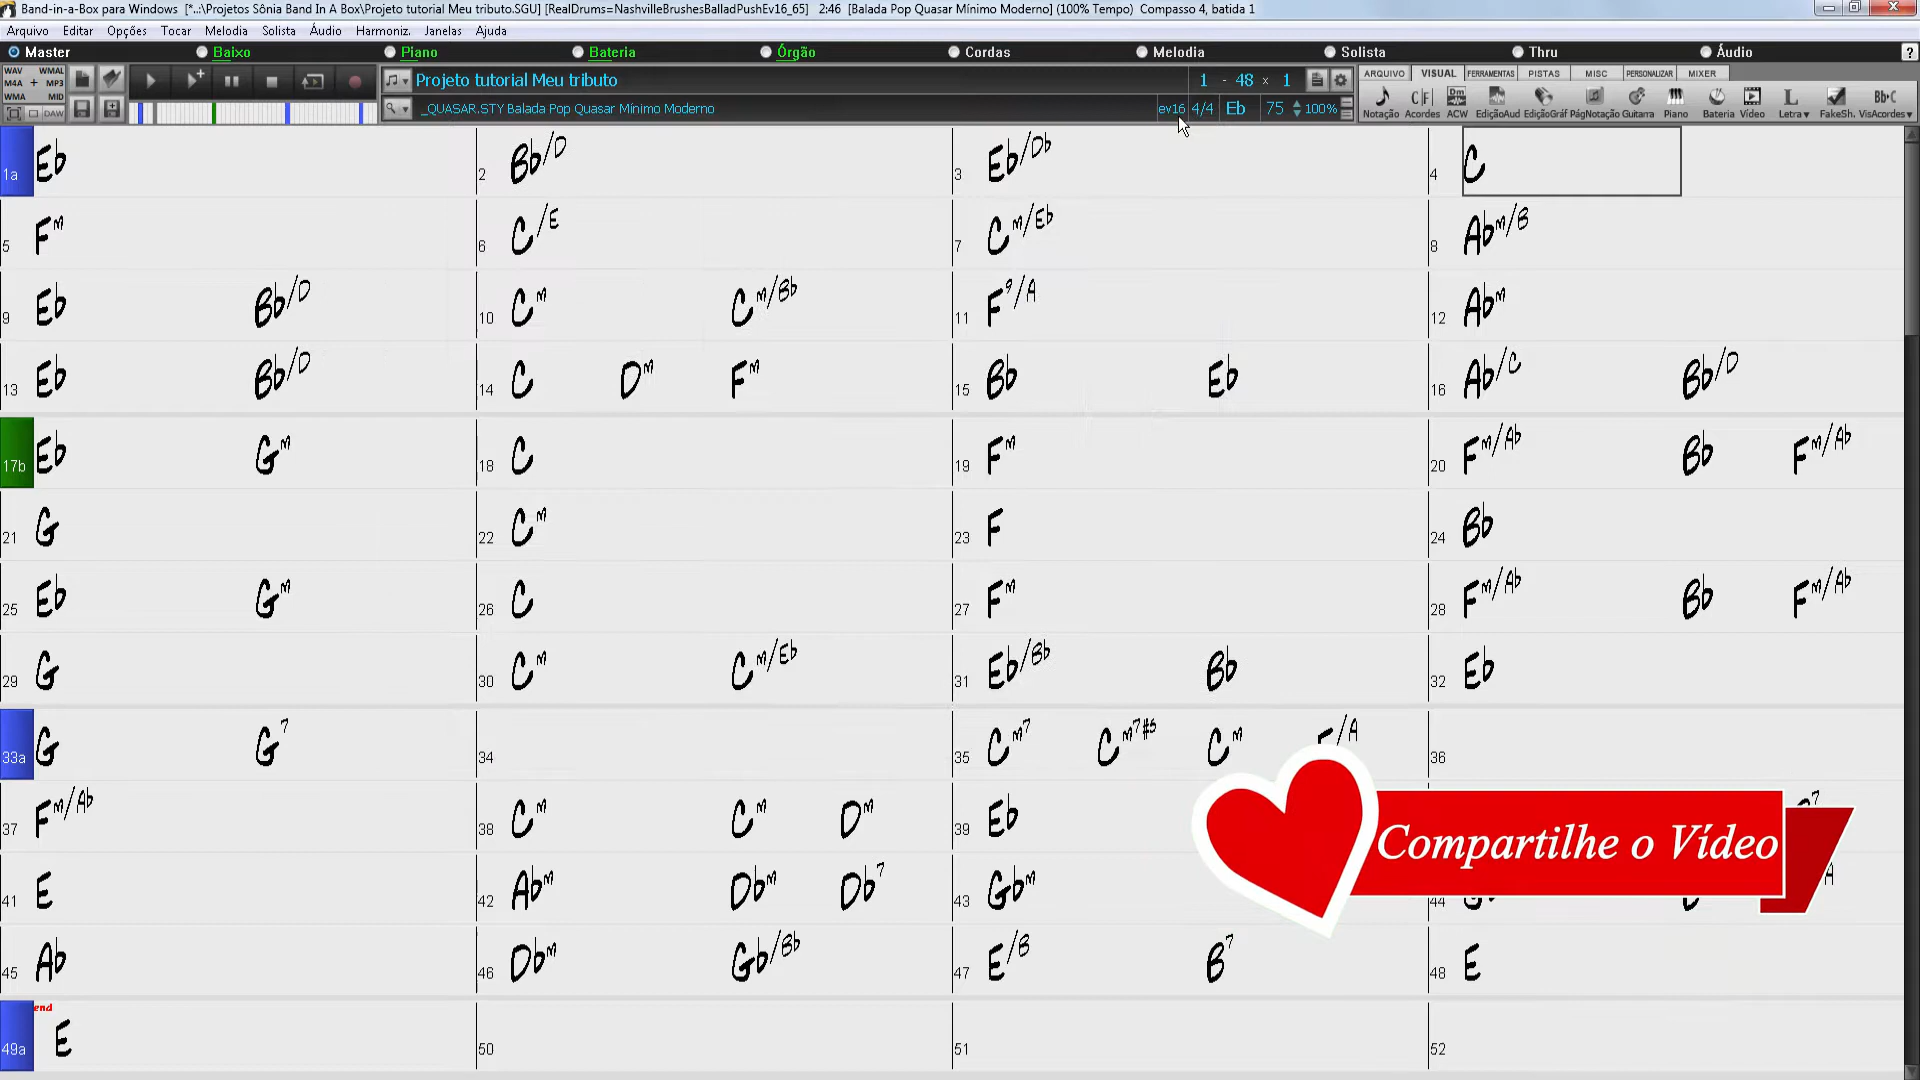 Band-in-a-Box para Windows [*..:\Projetos Sônia Band In A Box\Projeto tutorial Meu tributo.SGU] [RealDrums=NashvilleBrushesBalladPushEv16_65] 2:46 [Balada Pop Quasar Mínimo Moderno] (100% Tempo) Compasso 4, batida 1
Arquivo Editar Opções Tocar Melodia Solista Áudio Harmoniz. Janelas Ajuda
Master Baixo Piano Bateria Órgão Cordas Melodia Solista Thru Áudio ?
WAV WMA
M4A + MP3
WMA MID
DAW
Projeto tutorial Meu tributo 1 - 48 x 1
_QUASAR.STY Balada Pop Quasar Mínimo Moderno ev16 4/4 Eb 75 100%
ARQUIVO VISUAL FERRAMENTAS PISTAS MISC PERSONALIZAR MIXER
Notação Acordes ACW EdiçãoAud EdiçãoGráf PágNotação Guitarra Piano Bateria Vídeo Letra FakeSh. VisAcordes
1a Eb 2 Bb/D 3 Eb/Db 4 C
5 Fm 6 C/E 7 Cm/Eb 8 Abm/B
9 Eb Bb/D 10 Cm Cm/Bb 11 F9/A 12 Abm
13 Eb Bb/D 14 C Dm Fm 15 Bb Eb 16 Ab/C Bb/D
17b Eb Gm 18 C 19 Fm 20 Fm/Ab Bb Fm/Ab
21 G 22 Cm 23 F 24 Bb
25 Eb Gm 26 C 27 Fm 28 Fm/Ab Bb Fm/Ab
29 G 30 Cm Cm/Eb 31 Eb/Bb Bb 32 Eb
33a G G7 34 35 Cm7 Cm7#5 Cm F/A 36
37 Fm/Ab 38 Cm Cm Dm 39 Eb
Compartilhe o Vídeo
41 E 42 Abm Dbm Db7 43 Gbm 44
45 Ab 46 Dbm Gb/Bb 47 E/B B7 48 E
end
49a E 50 51 52